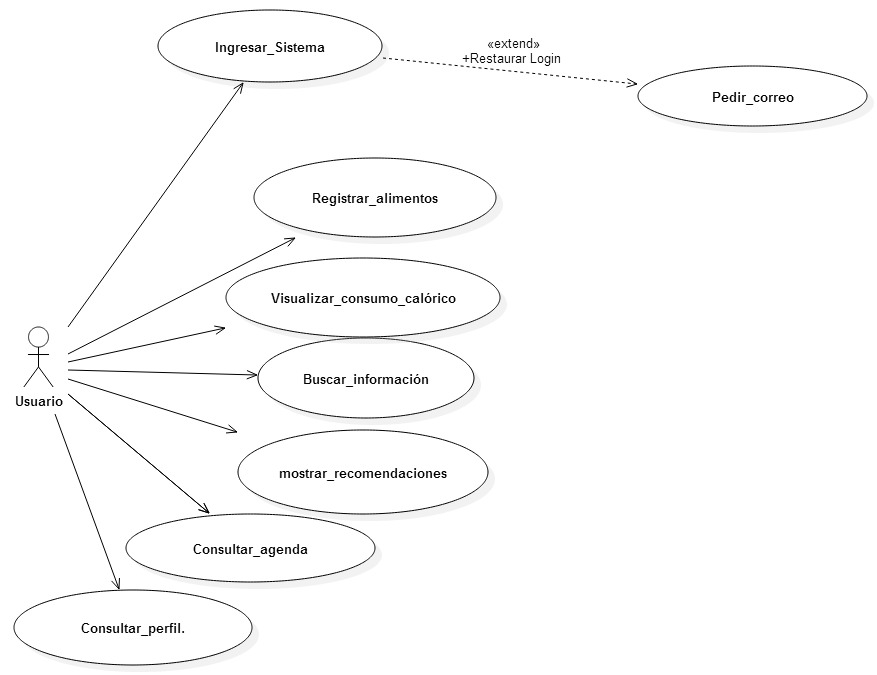 Ingresar_Sistema
«extend»
+Restaurar Login
Pedir_correo
Registrar_alimentos
Visualizar_consumo_calórico
Buscar_información
Usuario
mostrar_recomendaciones
Consultar_agenda
Consultar_perfil.